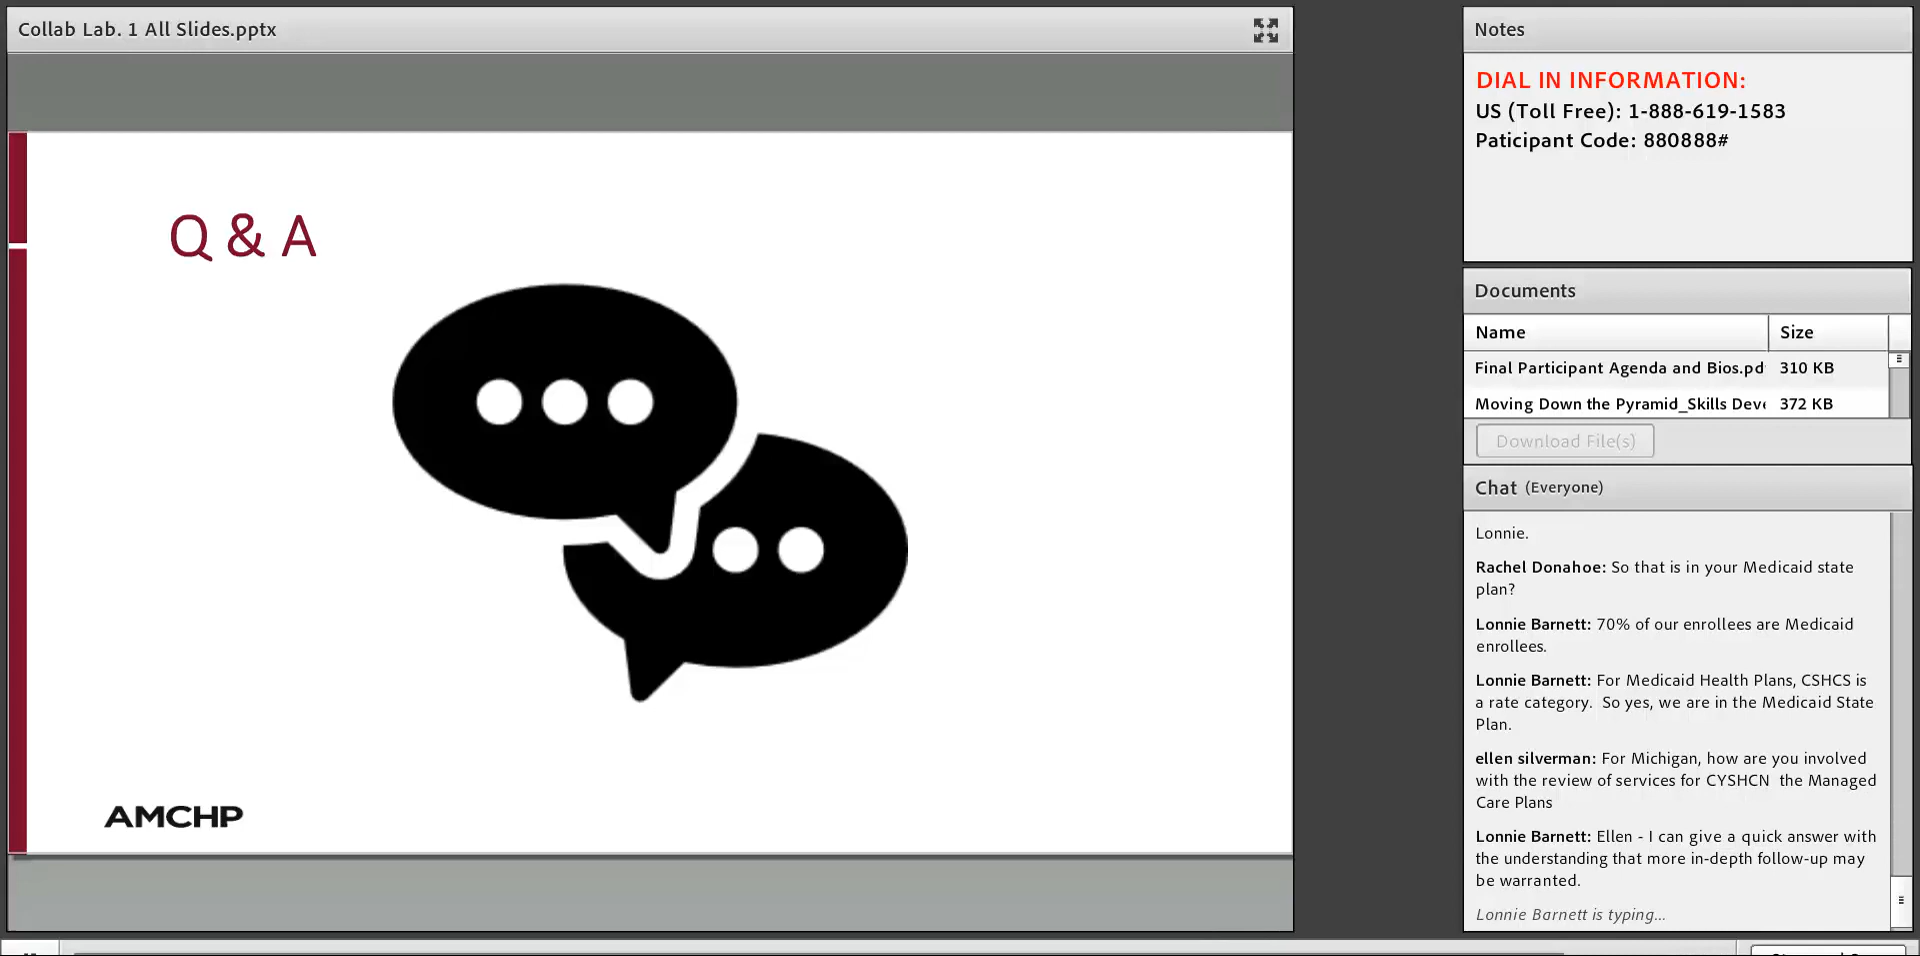 Collab Lab. 1 All Slides.pptx
Q & A
AMCHP
Notes
DIAL IN INFORMATION:
US (Toll Free): 1-888-619-1583
Paticipant Code: 880888#
Documents
Name Size
Final Participant Agenda and Bios.pd 310 KB
Moving Down the Pyramid_Skills Deve 372 KB
Download File(s)
Chat (Everyone)
Lonnie.
Rachel Donahoe: So that is in your Medicaid state
plan?
Lonnie Barnett: 70% of our enrollees are Medicaid
enrollees.
Lonnie Barnett: For Medicaid Health Plans, CSHCS is
a rate category. So yes, we are in the Medicaid State
Plan.
ellen silverman: For Michigan, how are you involved
with the review of services for CYSHCN the Managed
Care Plans
Lonnie Barnett: Ellen - I can give a quick answer with
the understanding that more in-depth follow-up may
be warranted.
Lonnie Barnett is typing...